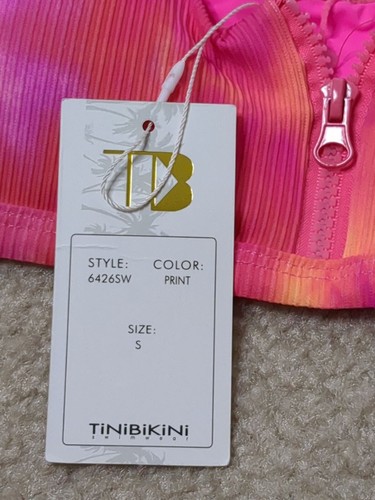 TB
STYLE: COLOR:
6426SW PRINT
SIZE:
S
TiNiBiKiNi
swimwear